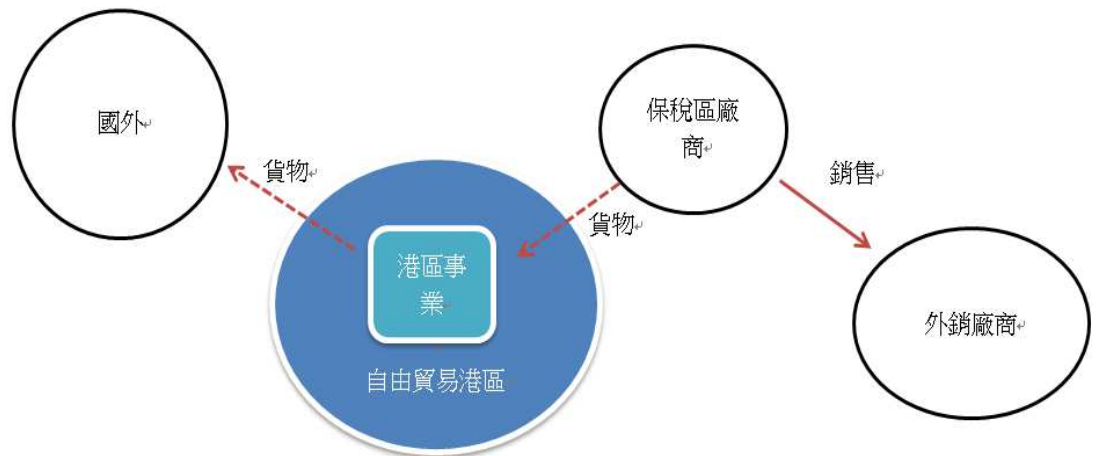 國外
貨物
港區事
業
自由貿易港區
貨物
保稅區廠
商
銷售
外銷廠商